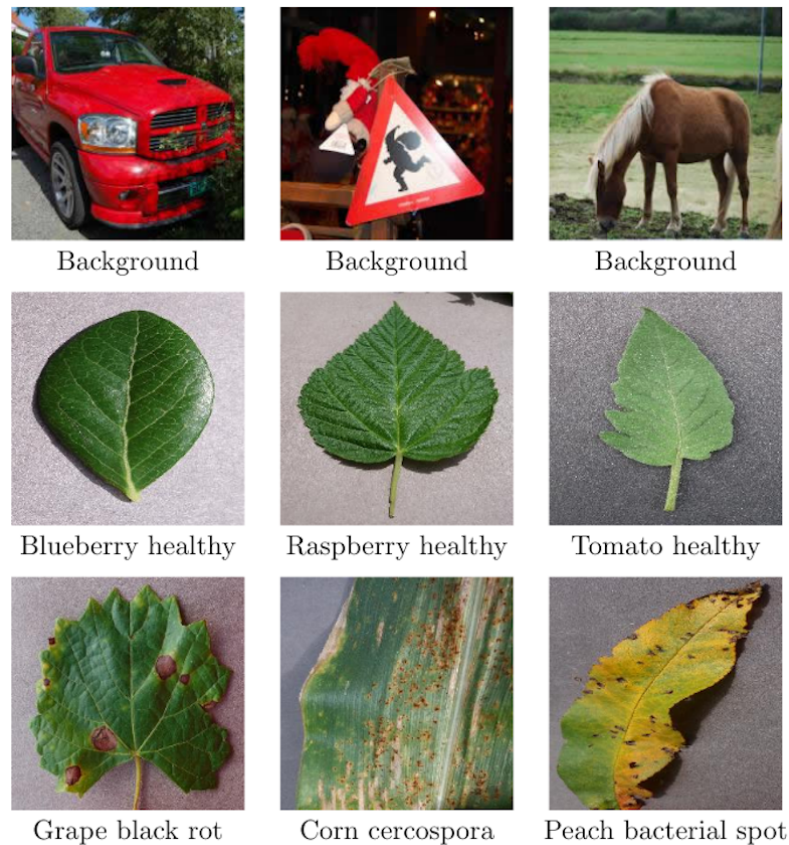 Background
Background
Background
Blueberry healthy
Raspberry healthy
Tomato healthy
Grape black rot
Corn cercospora
Peach bacterial spot